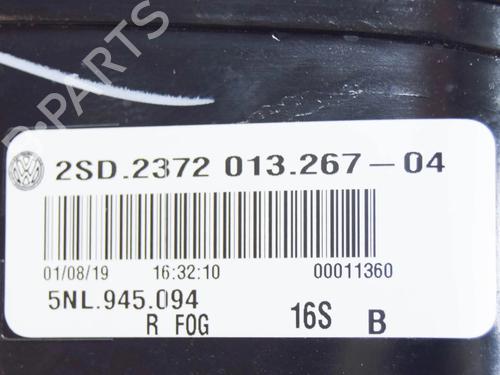 B-PARTS
2SD.2372 013.267-04
01/08/19 16:32:10 00011360
5NL.945.094
R FOG 16S B